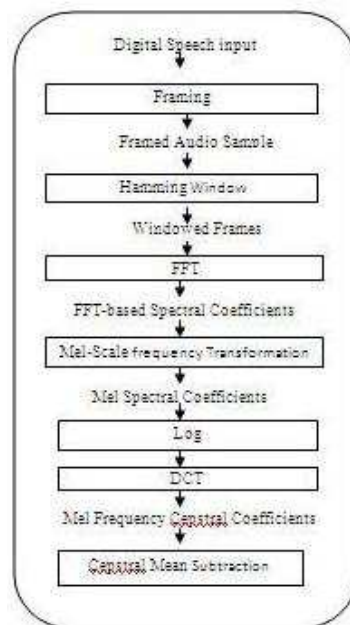 Digital Speech input
Framing
Framed Audio Sample
Hamming Window
Windowed Frames
FFT
FFT-based Spectral Coefficients
Mel-Scale frequency Transformation
Mel Spectral Coefficients
Log
DCT
Mel Frequency Cepstral Coefficients
Cepstral Mean Subtraction